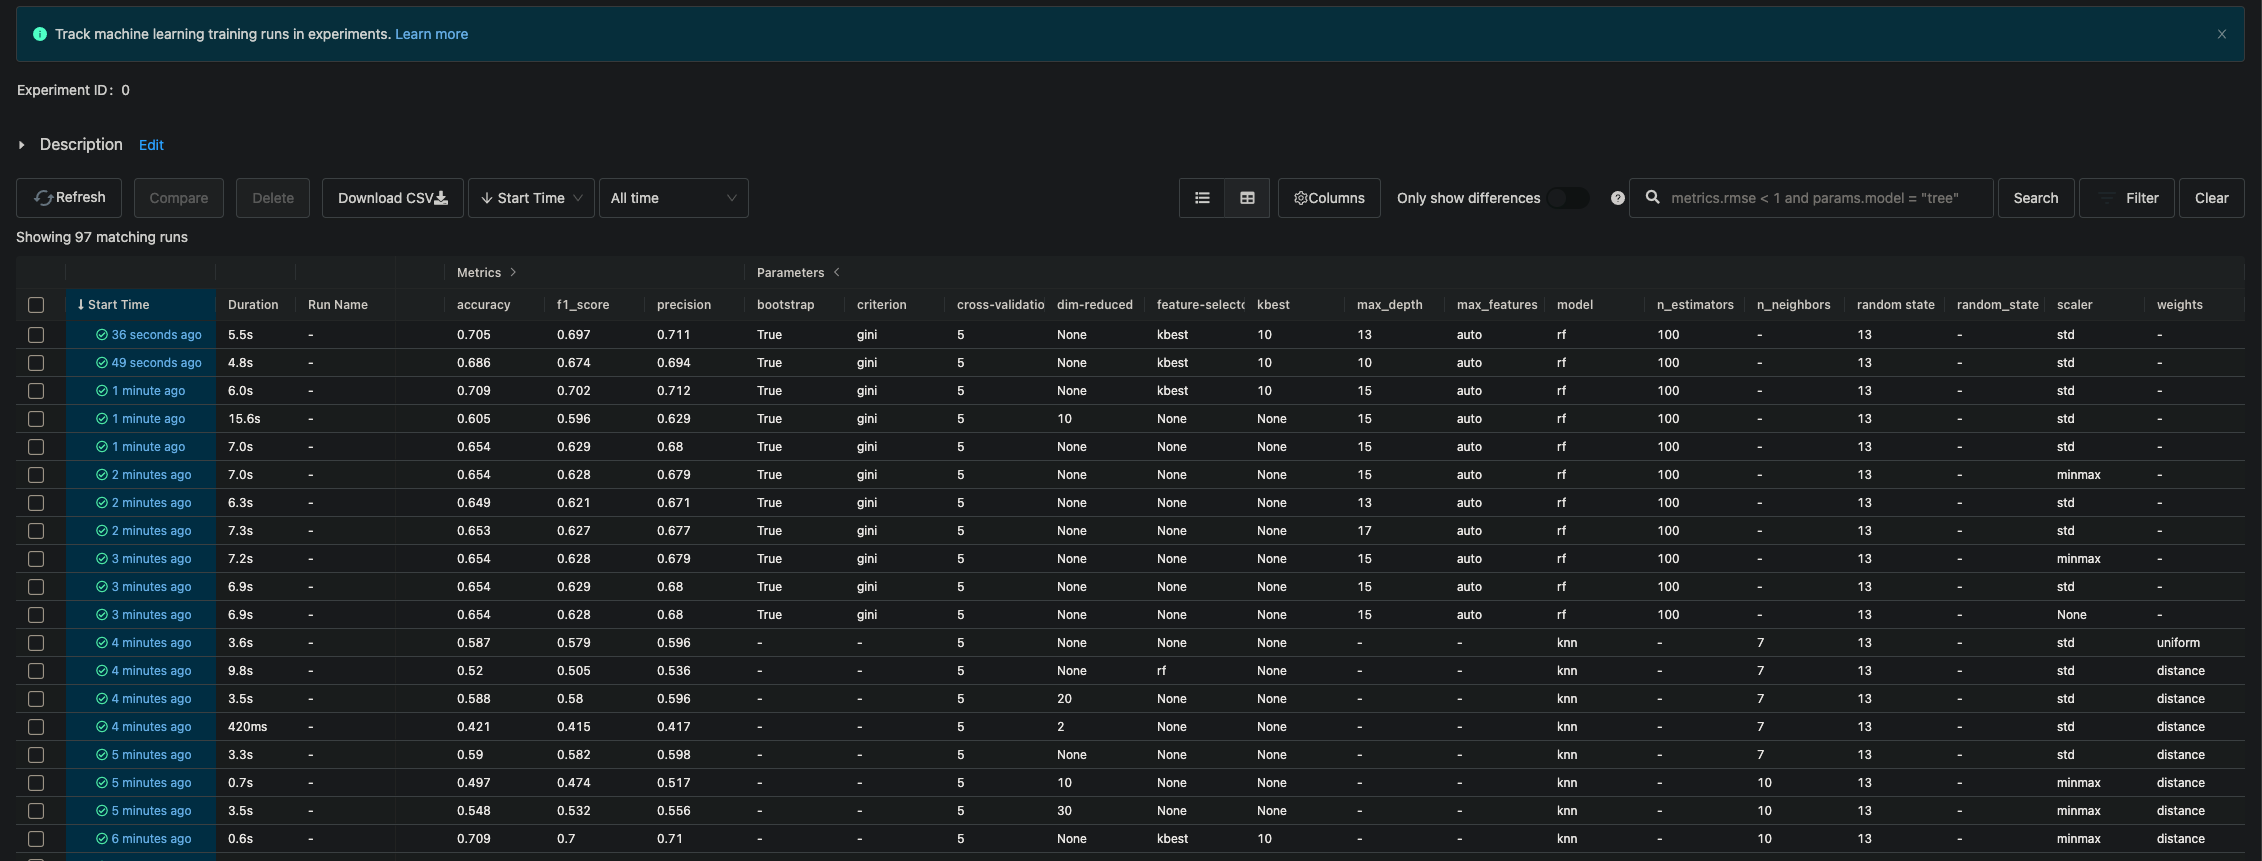 Track machine learning training runs in experiments. Learn more
Experiment ID: 0
Description Edit
Refresh Compare Delete Download CSV Start Time All time Columns Only show differences metrics.rmse < 1 and params.model = "tree" Search Filter Clear
Showing 97 matching runs
Metrics Parameters
Start Time Duration Run Name accuracy f1_score precision bootstrap criterion cross-validatio dim-reduced feature-selecto kbest max_depth max_features model n_estimators n_neighbors random state random_state scaler weights
36 seconds ago 5.5s - 0.705 0.697 0.711 True gini 5 None kbest 10 13 auto rf 100 - 13 - std -
49 seconds ago 4.8s - 0.686 0.674 0.694 True gini 5 None kbest 10 10 auto rf 100 - 13 - std -
1 minute ago 6.0s - 0.709 0.702 0.712 True gini 5 None kbest 10 15 auto rf 100 - 13 - std -
1 minute ago 15.6s - 0.605 0.596 0.629 True gini 5 10 None None 15 auto rf 100 - 13 - std -
1 minute ago 7.0s - 0.654 0.629 0.68 True gini 5 None None None 15 auto rf 100 - 13 - std -
2 minutes ago 7.0s - 0.654 0.628 0.679 True gini 5 None None None 15 auto rf 100 - 13 - minmax -
2 minutes ago 6.3s - 0.649 0.621 0.671 True gini 5 None None None 13 auto rf 100 - 13 - std -
2 minutes ago 7.3s - 0.653 0.627 0.677 True gini 5 None None None 17 auto rf 100 - 13 - std -
3 minutes ago 7.2s - 0.654 0.628 0.679 True gini 5 None None None 15 auto rf 100 - 13 - minmax -
3 minutes ago 6.9s - 0.654 0.629 0.68 True gini 5 None None None 15 auto rf 100 - 13 - std -
3 minutes ago 6.9s - 0.654 0.628 0.68 True gini 5 None None None 15 auto rf 100 - 13 - None -
4 minutes ago 3.6s - 0.587 0.579 0.596 - - 5 None None None - - knn - 7 13 - std uniform
4 minutes ago 9.8s - 0.52 0.505 0.536 - - 5 None rf None - - knn - 7 13 - std distance
4 minutes ago 3.5s - 0.588 0.58 0.596 - - 5 20 None None - - knn - 7 13 - std distance
4 minutes ago 420ms - 0.421 0.415 0.417 - - 5 2 None None - - knn - 7 13 - std distance
5 minutes ago 3.3s - 0.59 0.582 0.598 - - 5 None None None - - knn - 7 13 - std distance
5 minutes ago 0.7s - 0.497 0.474 0.517 - - 5 10 None None - - knn - 10 13 - minmax distance
5 minutes ago 3.5s - 0.548 0.532 0.556 - - 5 30 None None - - knn - 10 13 - minmax distance
6 minutes ago 0.6s - 0.709 0.7 0.71 - - 5 None kbest 10 - - knn - 10 13 - minmax distance